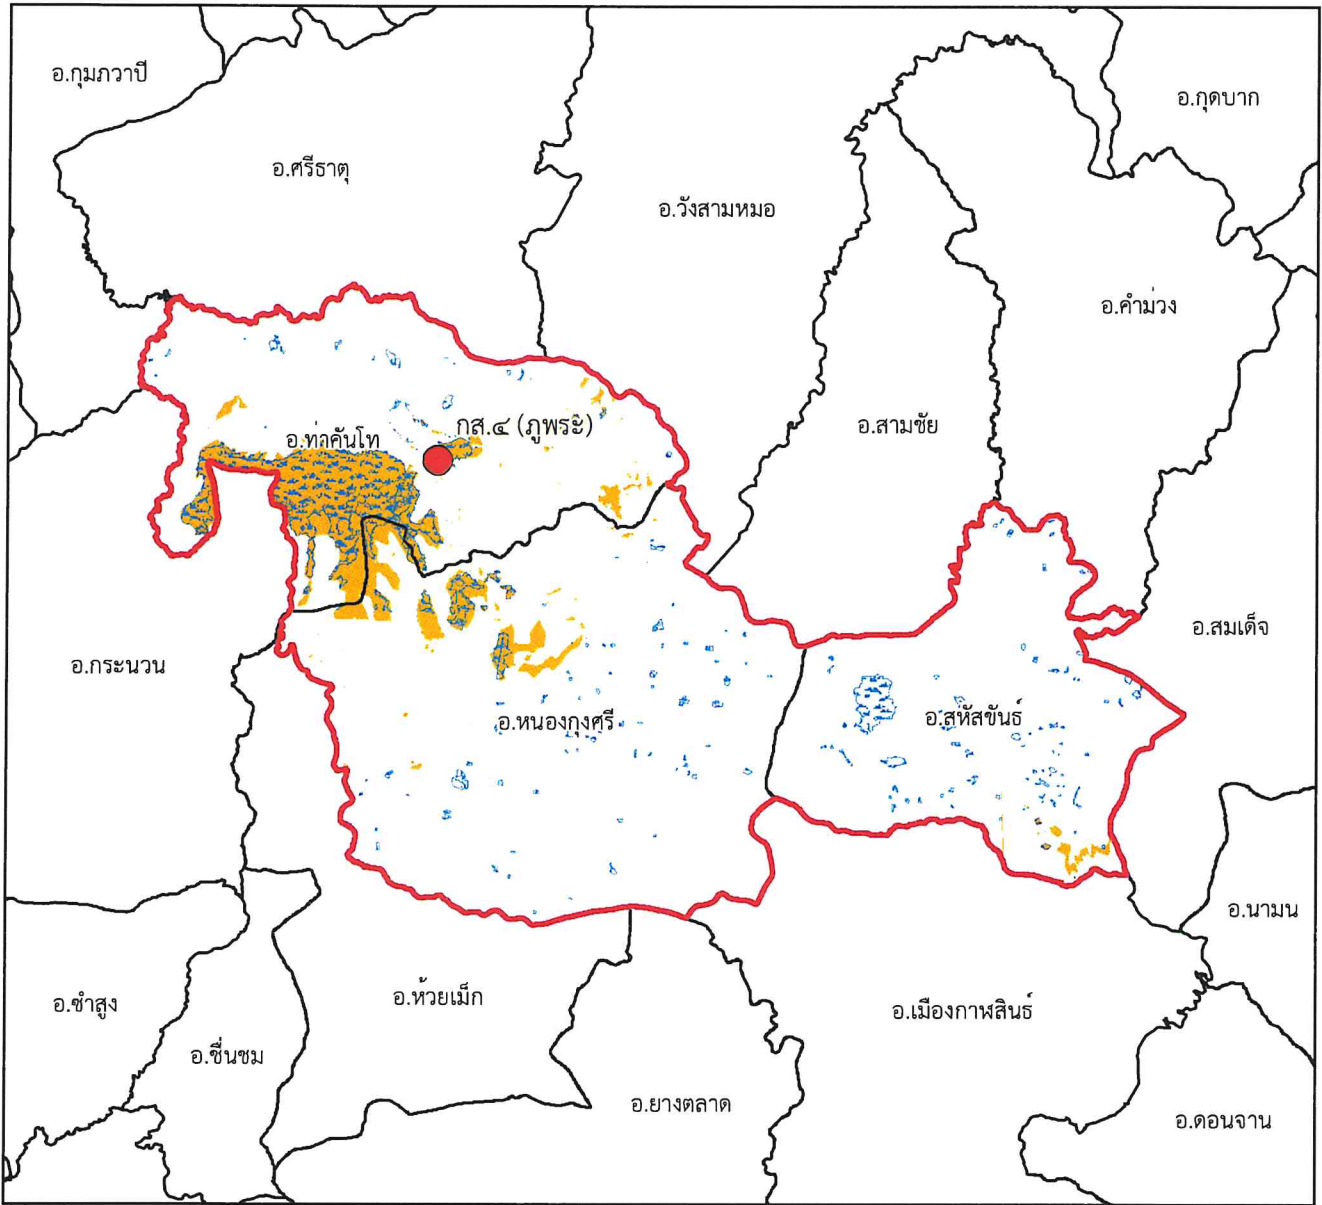 อ.กุมภวาปี
อ.กุดบาก
อ.ศรีธาตุ
อ.วังสามหมอ
อ.คำม่วง
อ.สามชัย
กส.๔ (ภูพระ)
อ.ท่าคันโท
อ.สมเด็จ
อ.กระนวน
อ.หนองกุงศรี
อ.สหัสขันธ์
อ.นามน
อ.ห้วยเม็ก
อ.ซำสูง
อ.เมืองกาฬสินธุ์
อ.ชื่นชม
อ.ยางตลาด
อ.ดอนจาน